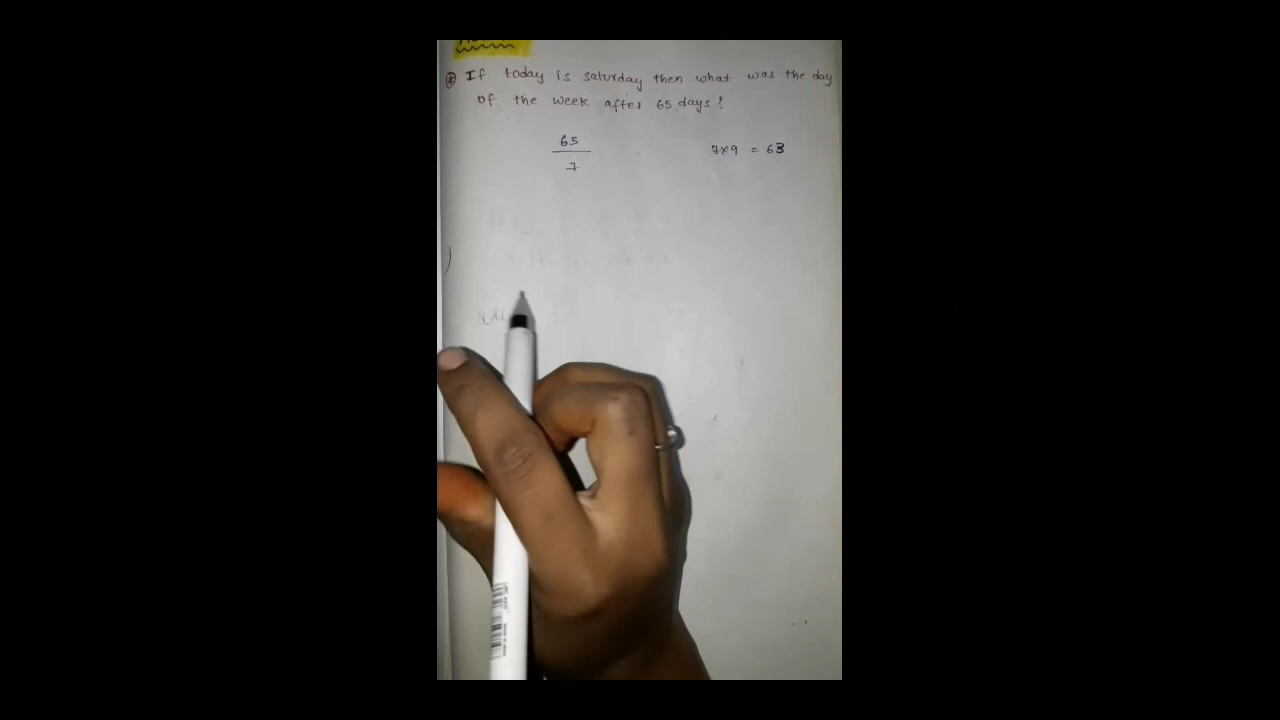 If today is saturday then what was the day
of the week after 65 days?
65
7
7×9 = 63